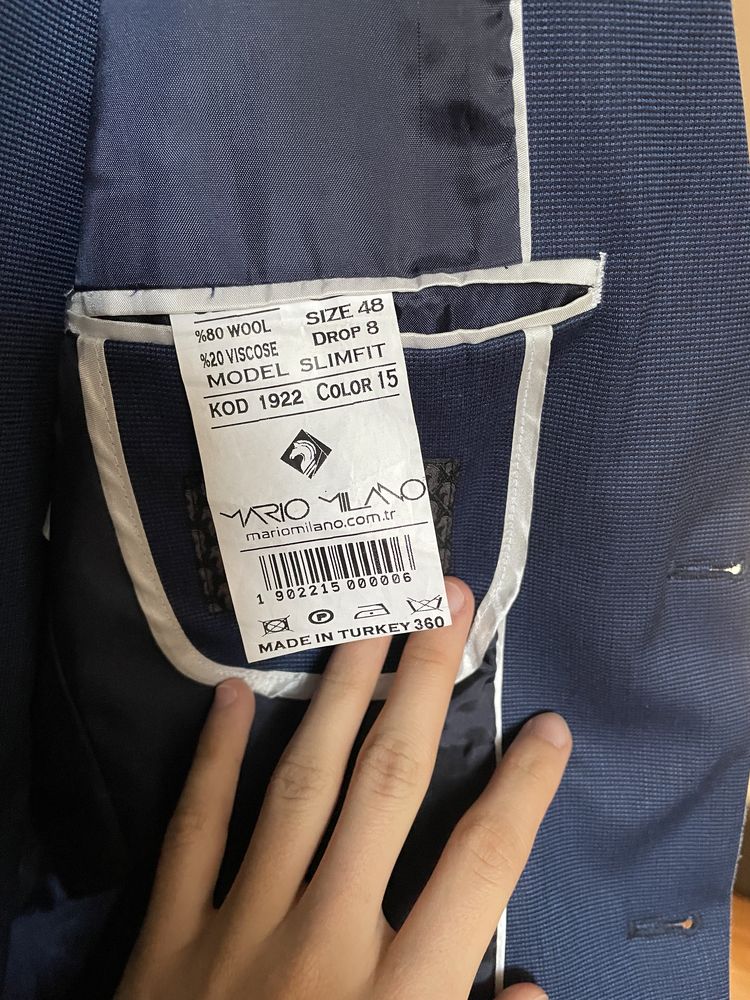 %80 WOOL SIZE 48
%20 VISCOSE DROP 8
MODEL SLIMFIT
KOD 1922 COLOR 15
MARIO MILANO
mariomilano.com.tr
1 902215 000006
P
MADE IN TURKEY 360